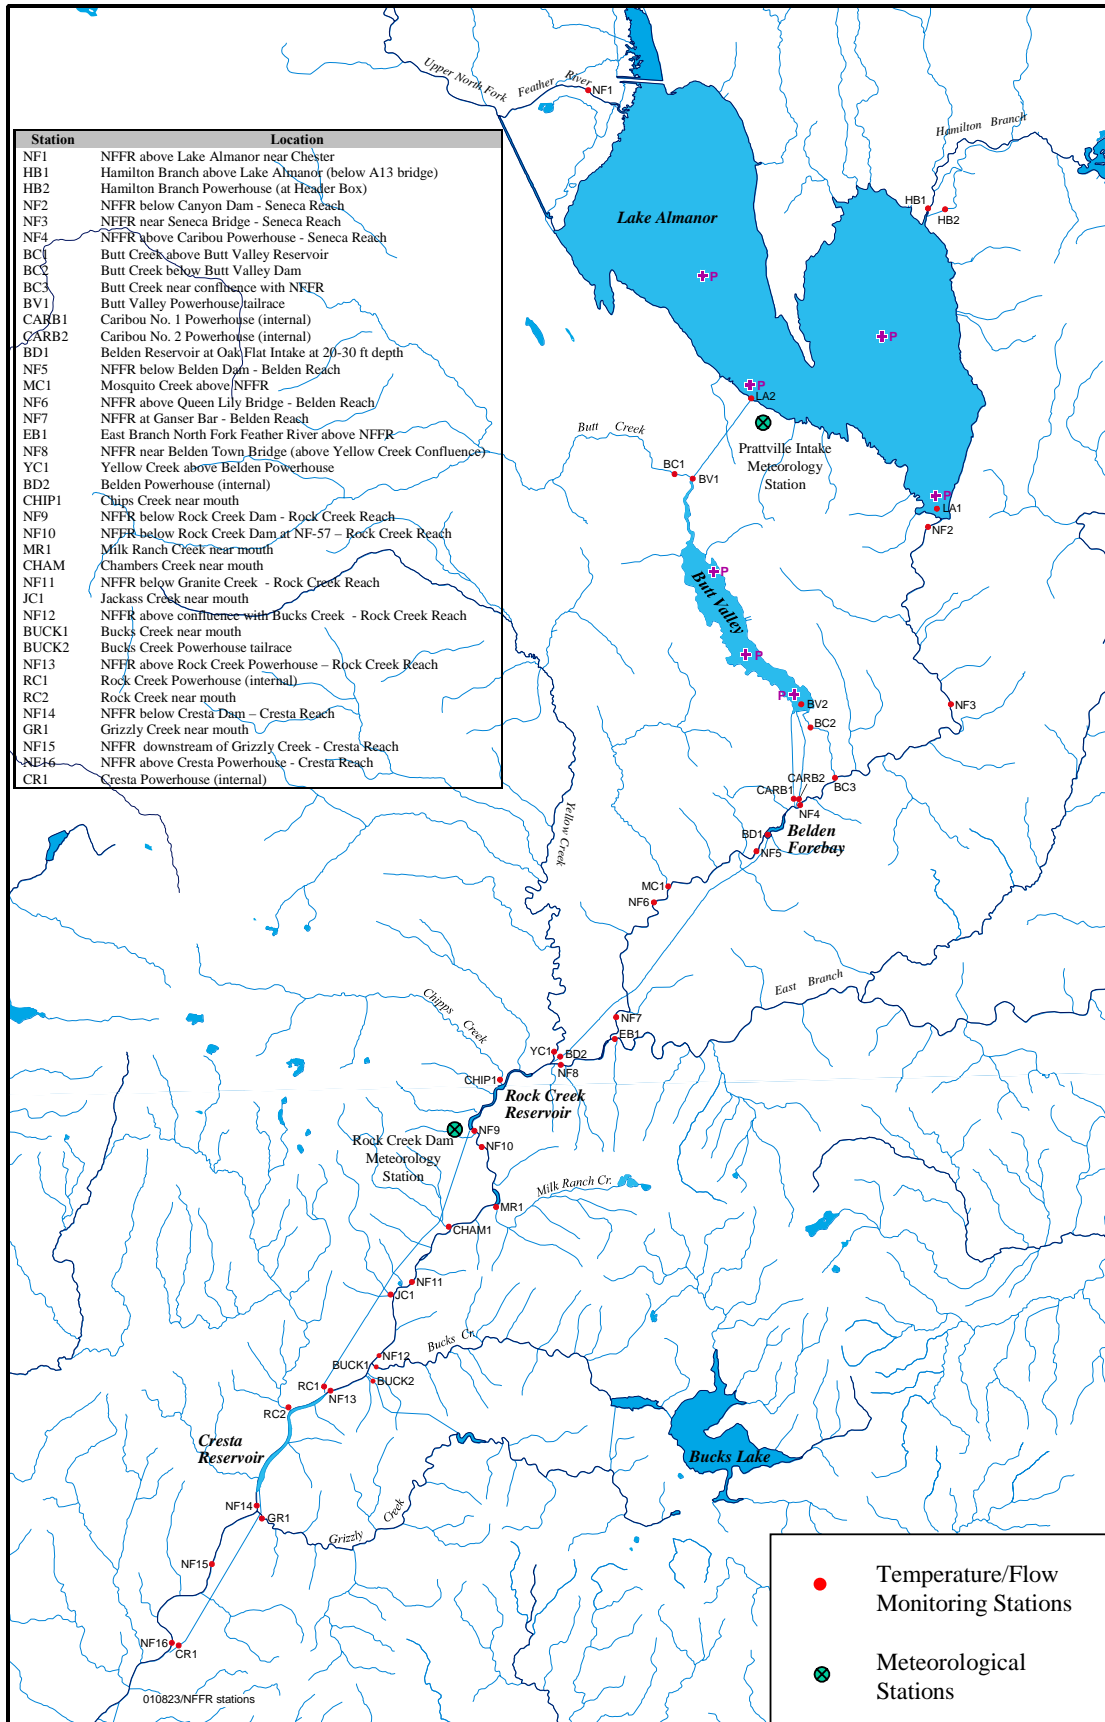 Upper North Fork Feather River
NF1
Hamilton Branch
Station Location
NF1 NFFR above Lake Almanor near Chester
HB1 Hamilton Branch above Lake Almanor (below A13 bridge)
HB2 Hamilton Branch Powerhouse (at Header Box)
NF2 NFFR below Canyon Dam - Seneca Reach
NF3 NFFR near Seneca Bridge - Seneca Reach
NF4 NFFR above Caribou Powerhouse - Seneca Reach
BC1 Butt Creek above Butt Valley Reservoir
BC2 Butt Creek below Butt Valley Dam
BC3 Butt Creek near confluence with NFFR
BV1 Butt Valley Powerhouse tailrace
CARB1 Caribou No. 1 Powerhouse (internal)
CARB2 Caribou No. 2 Powerhouse (internal)
BD1 Belden Reservoir at Oak Flat Intake at 20-30 ft depth
NF5 NFFR below Belden Dam - Belden Reach
MC1 Mosquito Creek above NFFR
NF6 NFFR above Queen Lily Bridge - Belden Reach
NF7 NFFR at Ganser Bar - Belden Reach
EB1 East Branch North Fork Feather River above NFFR
NF8 NFFR near Belden Town Bridge (above Yellow Creek Confluence)
YC1 Yellow Creek above Belden Powerhouse
BD2 Belden Powerhouse (internal)
CHIP1 Chips Creek near mouth
NF9 NFFR below Rock Creek Dam - Rock Creek Reach
NF10 NFFR below Rock Creek Dam at NF-57 – Rock Creek Reach
MR1 Milk Ranch Creek near mouth
CHAM Chambers Creek near mouth
NF11 NFFR below Granite Creek - Rock Creek Reach
JC1 Jackass Creek near mouth
NF12 NFFR above confluence with Bucks Creek - Rock Creek Reach
BUCK1 Bucks Creek near mouth
BUCK2 Bucks Creek Powerhouse tailrace
NF13 NFFR above Rock Creek Powerhouse – Rock Creek Reach
RC1 Rock Creek Powerhouse (internal)
RC2 Rock Creek near mouth
NF14 NFFR below Cresta Dam – Cresta Reach
GR1 Grizzly Creek near mouth
NF15 NFFR downstream of Grizzly Creek - Cresta Reach
NF16 NFFR above Cresta Powerhouse - Cresta Reach
CR1 Cresta Powerhouse (internal)
HB1
HB2
Lake Almanor
P
P
P
LA2
Butt Creek
Prattville Intake
Meteorology
Station
BC1
BV1
P
LA1
NF2
P
Butt Valley
P
P
BV2
NF3
BC2
CARB2
BC3
CARB1
NF4
Yellow Creek
BD1
Belden
Forebay
NF5
MC1
NF6
East Branch
Chipps Creek
NF7
EB1
YC1
BD2
NF8
CHIP1
Rock Creek
Reservoir
NF9
Rock Creek Dam
Meteorology
Station
NF10
Milk Ranch Cr.
MR1
CHAM1
NF11
JC1
Bucks Cr.
NF12
BUCK1
BUCK2
RC1
NF13
RC2
Cresta
Reservoir
Bucks Lake
NF14
GR1
Grizzly Creek
NF15
NF16
CR1
Temperature/Flow
Monitoring Stations
Meteorological
Stations
010823/NFFR stations